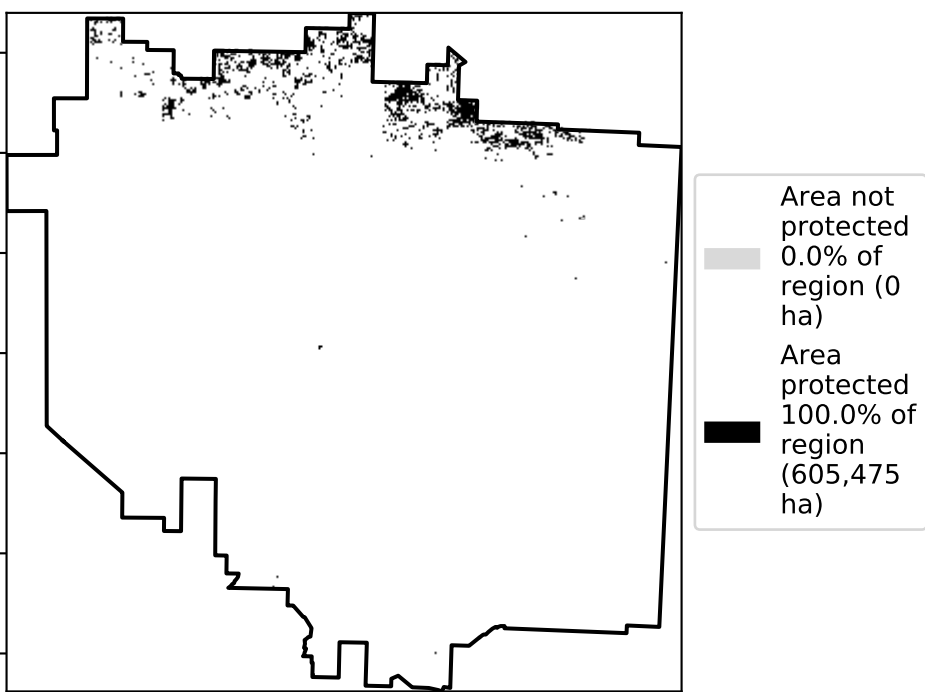 Area not
protected
0.0% of
region (0
ha)
Area
protected
100.0% of
region
(605,475
ha)